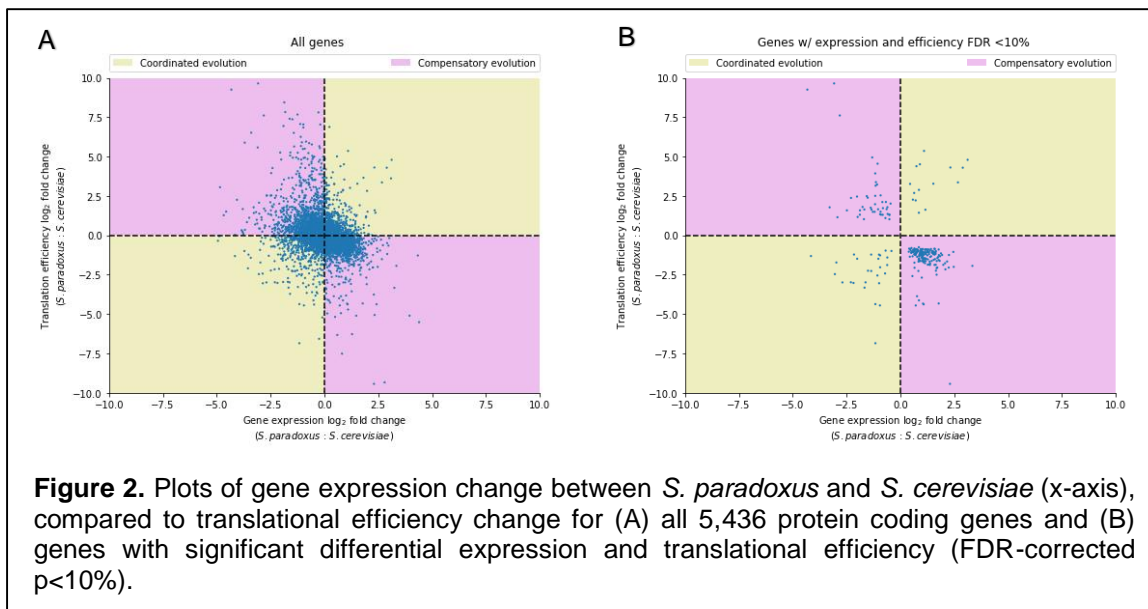 A
All genes
Coordinated evolution Compensatory evolution
10.0
7.5
5.0
2.5
0.0
−2.5
−5.0
−7.5
−10.0
Translation efficiency log2 fold change
(S. paradoxus : S. cerevisiae)
−10.0 −7.5 −5.0 −2.5 0.0 2.5 5.0 7.5 10.0
Gene expression log2 fold change
(S. paradoxus : S. cerevisiae)
B
Genes w/ expression and efficiency FDR <10%
Coordinated evolution Compensatory evolution
10.0
7.5
5.0
2.5
0.0
−2.5
−5.0
−7.5
−10.0
Translation efficiency log2 fold change
(S. paradoxus : S. cerevisiae)
−10.0 −7.5 −5.0 −2.5 0.0 2.5 5.0 7.5 10.0
Gene expression log2 fold change
(S. paradoxus : S. cerevisiae)
Figure 2. Plots of gene expression change between S. paradoxus and S. cerevisiae (x-axis),
compared to translational efficiency change for (A) all 5,436 protein coding genes and (B)
genes with significant differential expression and translational efficiency (FDR-corrected
p<10%).